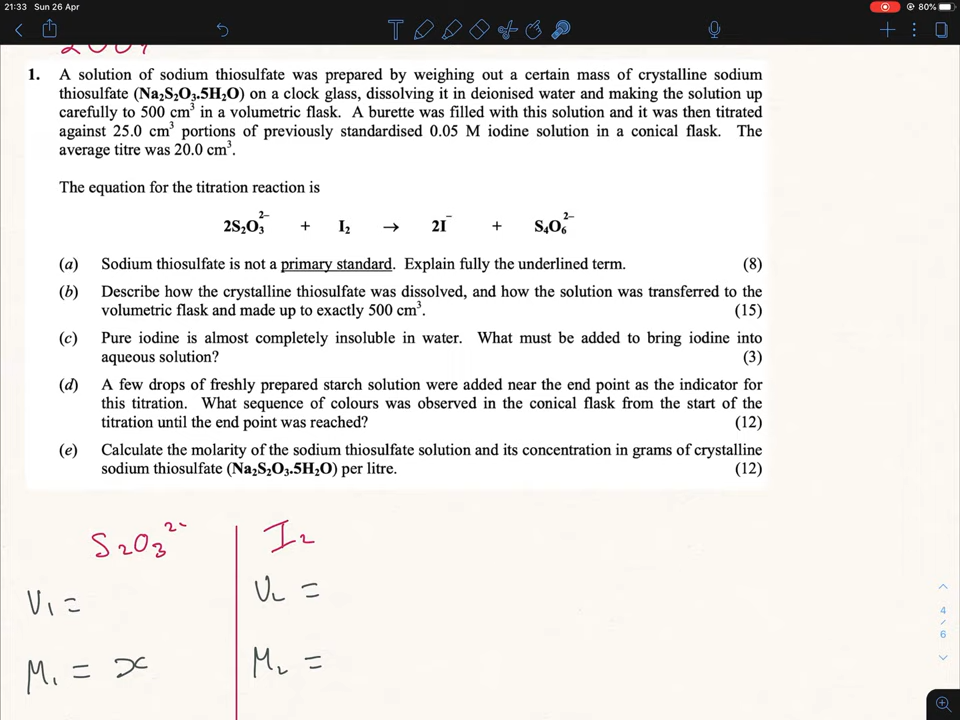 21:33 Sun 26 Apr
80%
1. A solution of sodium thiosulfate was prepared by weighing out a certain mass of crystalline sodium
thiosulfate (Na₂S₂O₃.5H₂O) on a clock glass, dissolving it in deionised water and making the solution up
carefully to 500 cm³ in a volumetric flask. A burette was filled with this solution and it was then titrated
against 25.0 cm³ portions of previously standardised 0.05 M iodine solution in a conical flask. The
average titre was 20.0 cm³.
The equation for the titration reaction is
2S₂O₃²⁻ + I₂ → 2I⁻ + S₄O₆²⁻
(a) Sodium thiosulfate is not a primary standard. Explain fully the underlined term. (8)
(b) Describe how the crystalline thiosulfate was dissolved, and how the solution was transferred to the
volumetric flask and made up to exactly 500 cm³. (15)
(c) Pure iodine is almost completely insoluble in water. What must be added to bring iodine into
aqueous solution? (3)
(d) A few drops of freshly prepared starch solution were added near the end point as the indicator for
this titration. What sequence of colours was observed in the conical flask from the start of the
titration until the end point was reached? (12)
(e) Calculate the molarity of the sodium thiosulfate solution and its concentration in grams of crystalline
sodium thiosulfate (Na₂S₂O₃.5H₂O) per litre. (12)
S₂O₃²⁻ I₂
V₁ = V₂ =
M₁ = x M₂ =
4
/
6